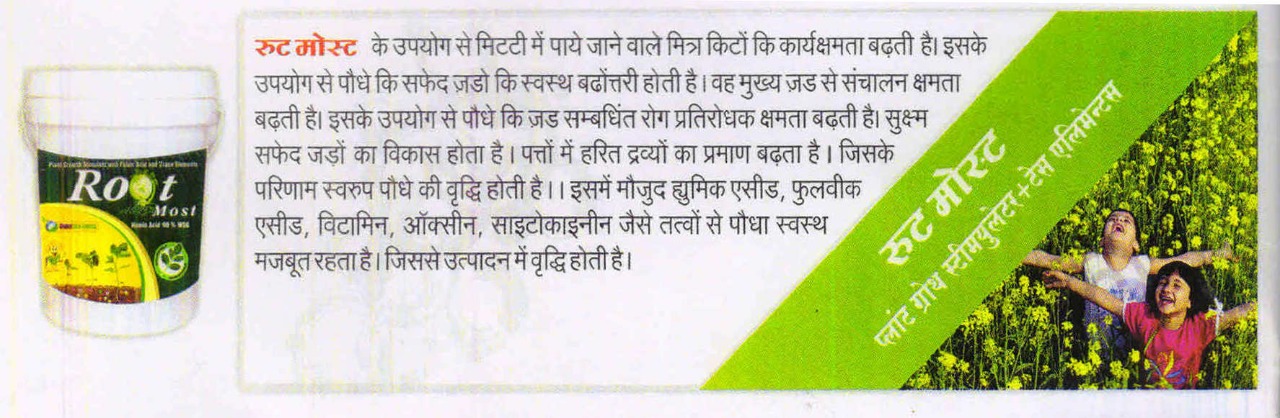 Plant Growth Stimulant with Fulvic Acid and Trace Elements
Root
Most
Humic Acid 98 % WSG
रुट मोस्ट के उपयोग से मिटटी में पाये जाने वाले मित्र किटों कि कार्यक्षमता बढ़ती है। इसके
उपयोग से पौधे कि सफेद ज़डो कि स्वस्थ बढोंत्तरी होती है। वह मुख्य ज़ड से संचालन क्षमता
बढ़ती है। इसके उपयोग से पौधे कि जड सम्बधिंत रोग प्रतिरोधक क्षमता बढ़ती है। सुक्ष्म
सफेद जड़ों का विकास होता है। पत्तों में हरित द्रव्यों का प्रमाण बढ़ता है। जिसके
परिणाम स्वरुप पौधे की वृद्धि होती है।। इसमें मौजुद ह्युमिक एसीड, फुलवीक
एसीड, विटामिन, ऑक्सीन, साइटोकाइनीन जैसे तत्वों से पौधा स्वस्थ
मजबूत रहता है। जिससे उत्पादन में वृद्धि होती है।
रुट मोस्ट
प्लांट ग्रोथ स्टीमयुलेटर+टेस एलिमेन्टस